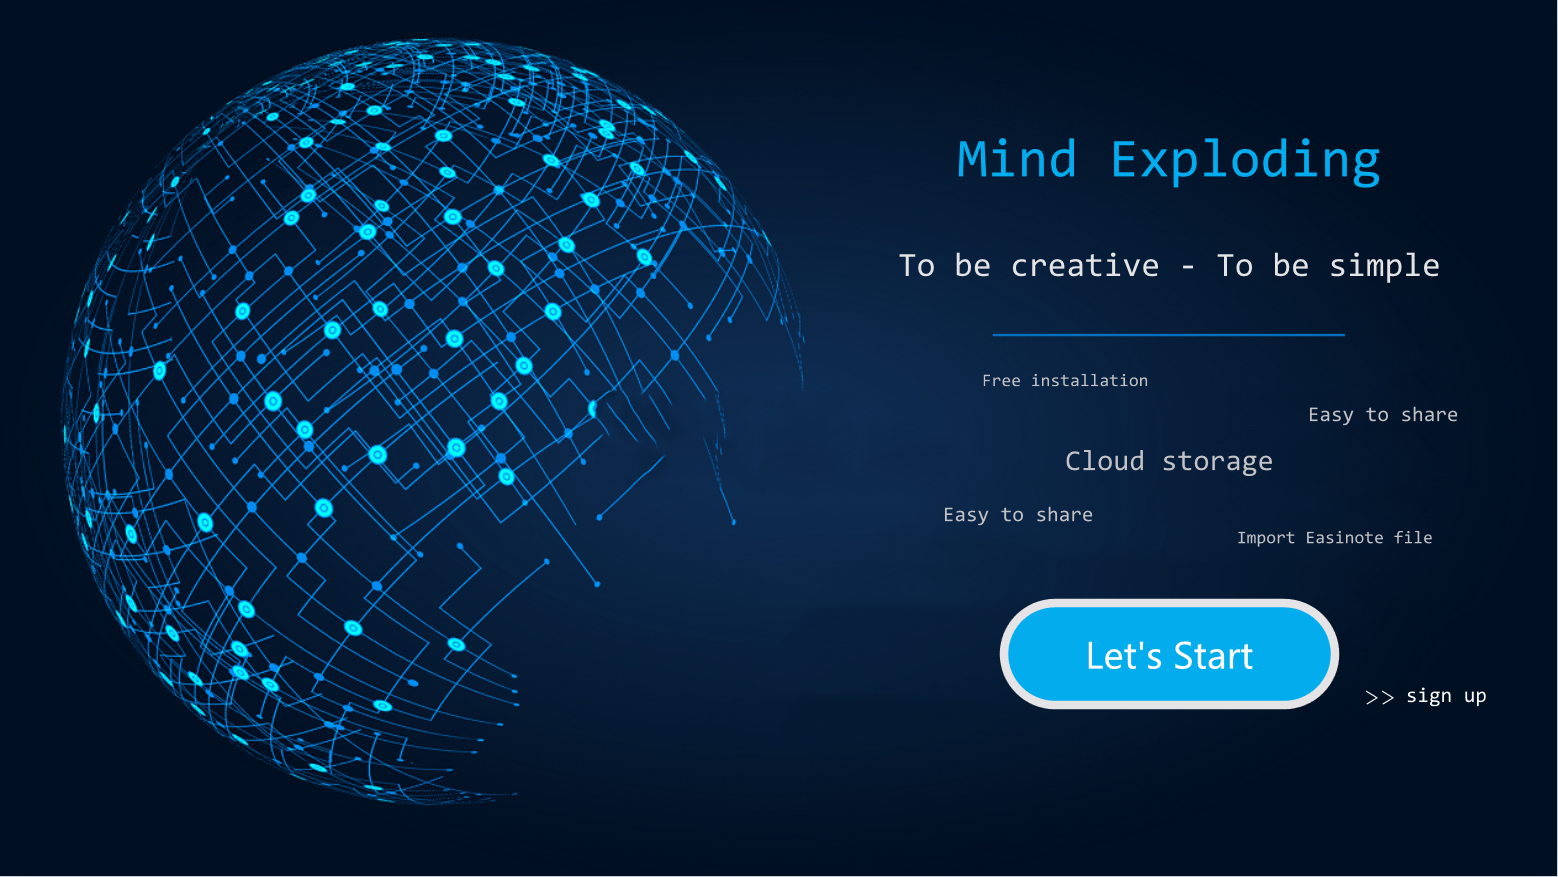 Mind Exploding
To be creative - To be simple
Free installation
Easy to share
Cloud storage
Easy to share
Import Easinote file
Let's Start
>> sign up